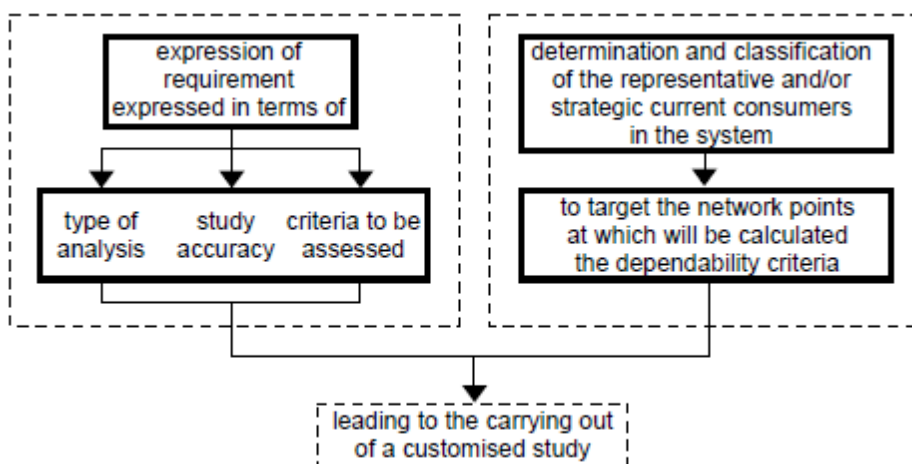 expression of
requirement
expressed in terms of
type of
analysis
study
accuracy
criteria to be
assessed
determination and classification
of the representative and/or
strategic current consumers
in the system
to target the network points
at which will be calculated
the dependability criteria
leading to the carrying out
of a customised study